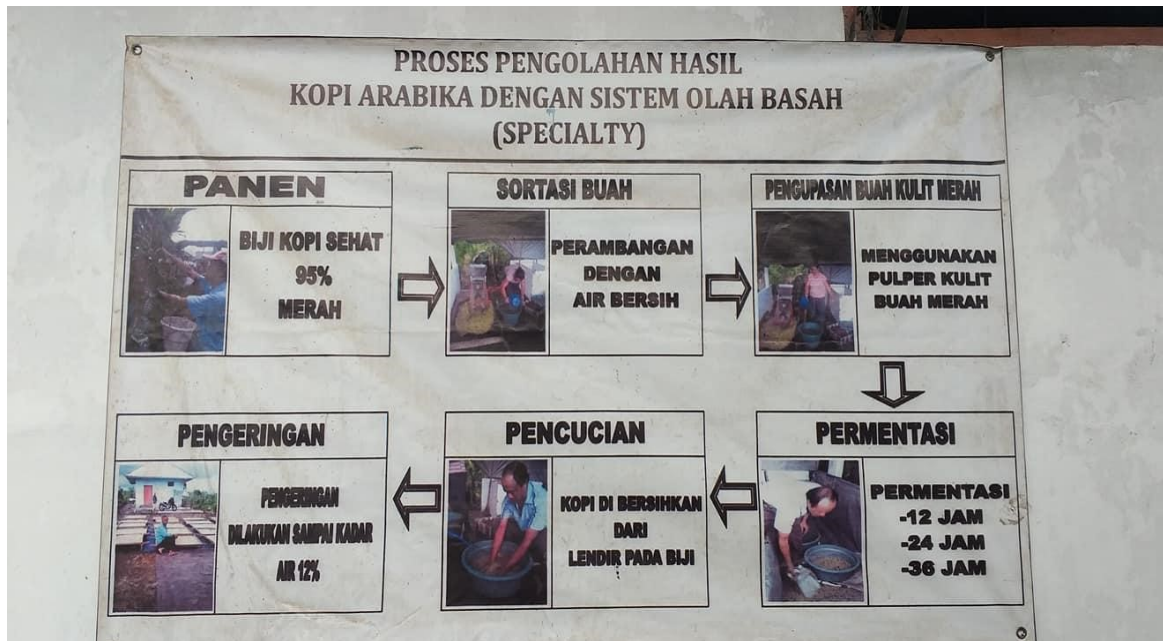 PROSES PENGOLAHAN HASIL
KOPI ARABIKA DENGAN SISTEM OLAH BASAH
(SPECIALTY)
PANEN
BIJI KOPI SEHAT
95%
MERAH
SORTASI BUAH
PERAMBANGAN
DENGAN
AIR BERSIH
PENGUPASAN BUAH KULIT MERAH
MENGGUNAKAN
PULPER KULIT
BUAH MERAH
PERMENTASI
PERMENTASI
-12 JAM
-24 JAM
-36 JAM
PENCUCIAN
KOPI DI BERSIHKAN
DARI
LENDIR PADA BIJI
PENGERINGAN
PENGERINGAN
DILAKUKAN SAMPAI KADAR
AIR 12%